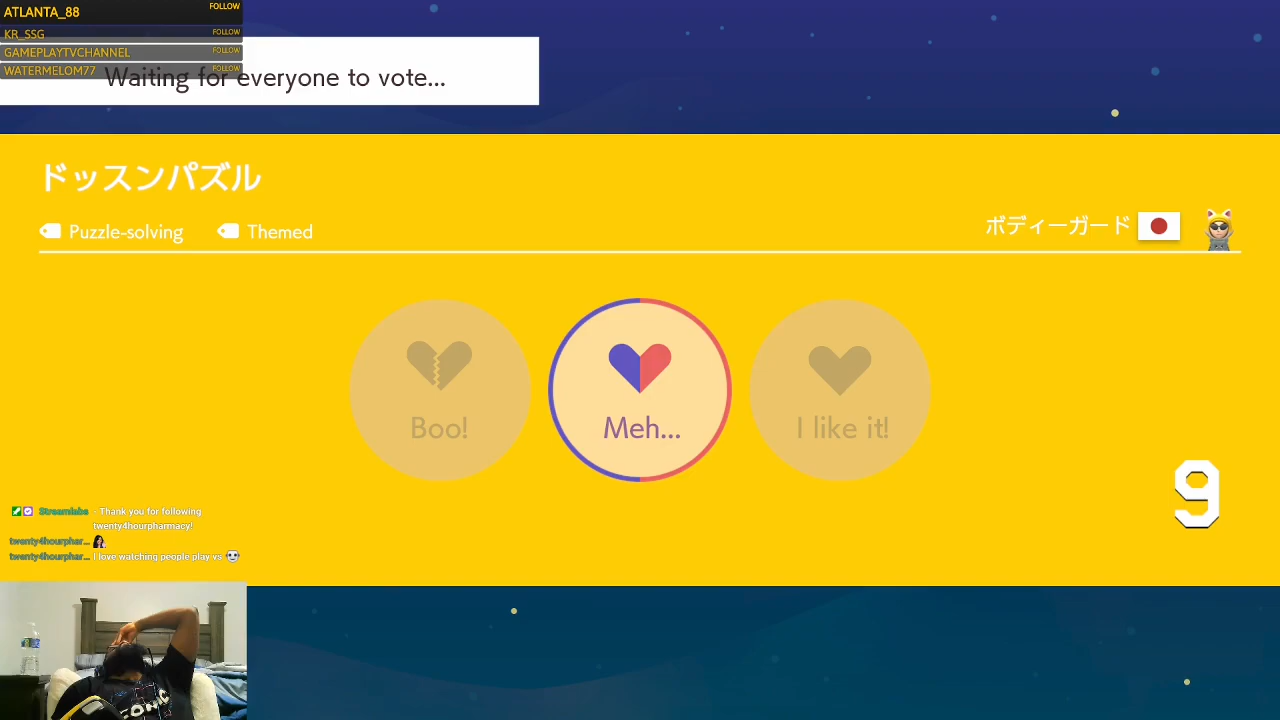 ATLANTA_88 FOLLOW
KR_SSG FOLLOW
GAMEPLAYTVCHANNEL FOLLOW
WATERMELOM77 FOLLOW
Waiting for everyone to vote...
ドッスンパズル
Puzzle-solving Themed
ボディーガード
Boo! Meh... I like it!
9
Streamlabs Thank you for following
twenty4hourpharmacy!
twenty4hourphar...
twenty4hourphar... I love watching people play vs